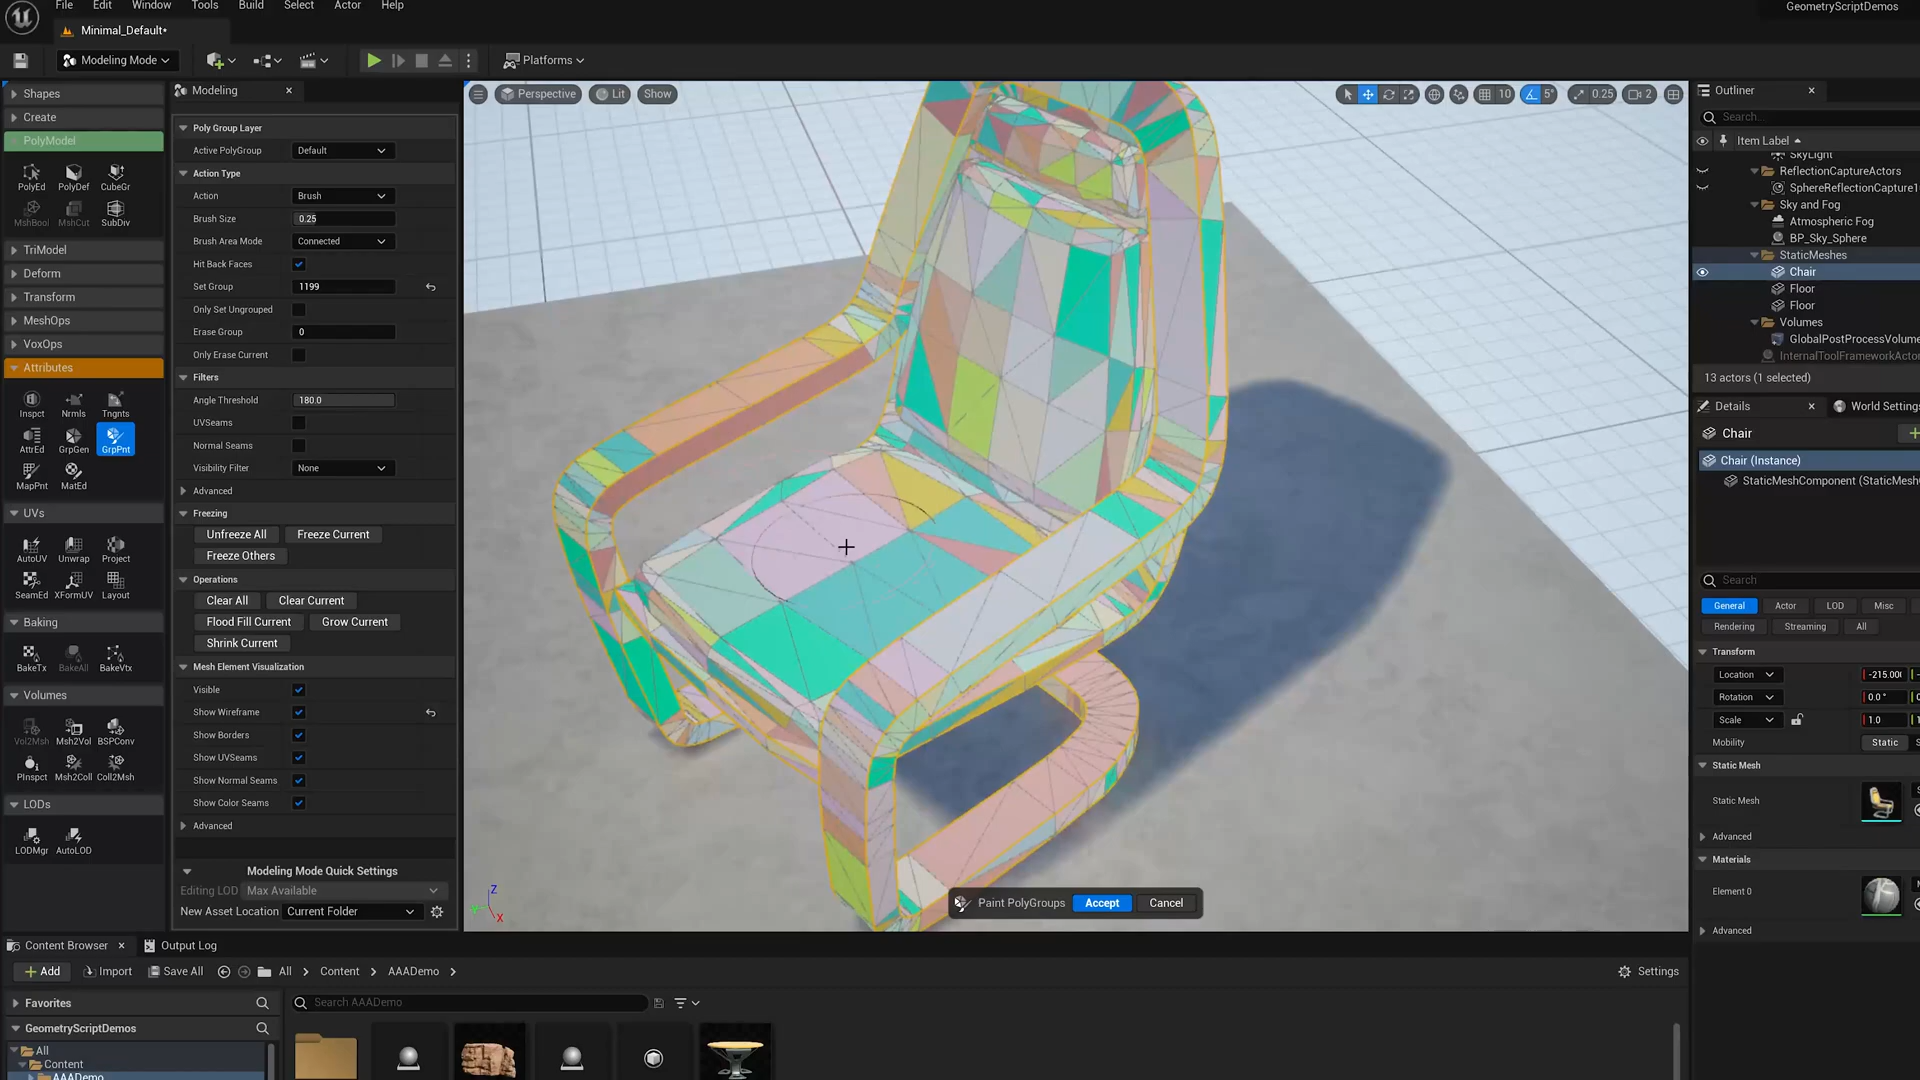 File Edit Window Tools Build Select Actor Help
GeometryScriptDemos
Minimal_Default*
Modeling Mode
Platforms
Shapes
Create
PolyModel
PolyEd PolyDef CubeGr
MshBool MshCut SubDiv
TriModel
Deform
Transform
MeshOps
VoxOps
Attributes
Inspct Nrmls Tngnts
AttrEd GrpGen GrpPnt
MapPnt MatEd
UVs
AutoUV Unwrap Project
SeamEd XFormUV Layout
Baking
BakeTx BakeAll BakeVtx
Volumes
Vol2Msh Msh2Vol BSPConv
PInspct Msh2Coll Coll2Msh
LODs
LODMgr AutoLOD
Modeling
Poly Group Layer
Active PolyGroup Default
Action Type
Action Brush
Brush Size 0.25
Brush Area Mode Connected
Hit Back Faces
Set Group 1199
Only Set Ungrouped
Erase Group 0
Only Erase Current
Filters
Angle Threshold 180.0
UVSeams
Normal Seams
Visibility Filter None
Advanced
Freezing
Unfreeze All Freeze Current
Freeze Others
Operations
Clear All Clear Current
Flood Fill Current Grow Current
Shrink Current
Mesh Element Visualization
Visible
Show Wireframe
Show Borders
Show UVSeams
Show Normal Seams
Show Color Seams
Advanced
Modeling Mode Quick Settings
Editing LOD Max Available
New Asset Location Current Folder
Perspective Lit Show
10 5° 0.25 2
Z
X
Paint PolyGroups Accept Cancel
Outliner
Search...
Item Label
SkyLight
ReflectionCaptureActors
SphereReflectionCapture1
Sky and Fog
Atmospheric Fog
BP_Sky_Sphere
StaticMeshes
Chair
Floor
Floor
Volumes
GlobalPostProcessVolume
InternalToolFrameworkActor
13 actors (1 selected)
Details World Settings
Chair
Chair (Instance)
StaticMeshComponent (StaticMesh
Search
General Actor LOD Misc
Rendering Streaming All
Transform
Location -215.00
Rotation 0.0 °
Scale 1.0
Mobility Static
Static Mesh
Static Mesh
Advanced
Materials
Element 0
Advanced
Content Browser Output Log
Add Import Save All All Content AAADemo Settings
Favorites
Search AAADemo
GeometryScriptDemos
All
Content
AAADemo